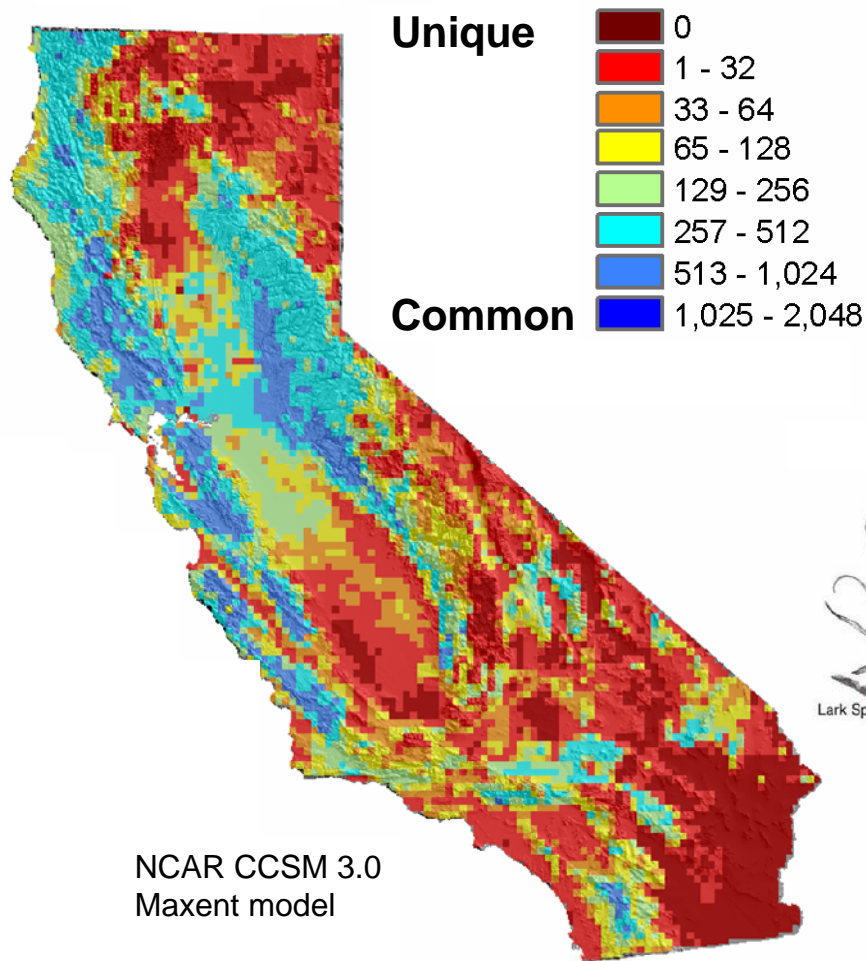 Unique
0
1 - 32
33 - 64
65 - 128
129 - 256
257 - 512
513 - 1,024
Common
1,025 - 2,048
Lark Sp
NCAR CCSM 3.0
Maxent model